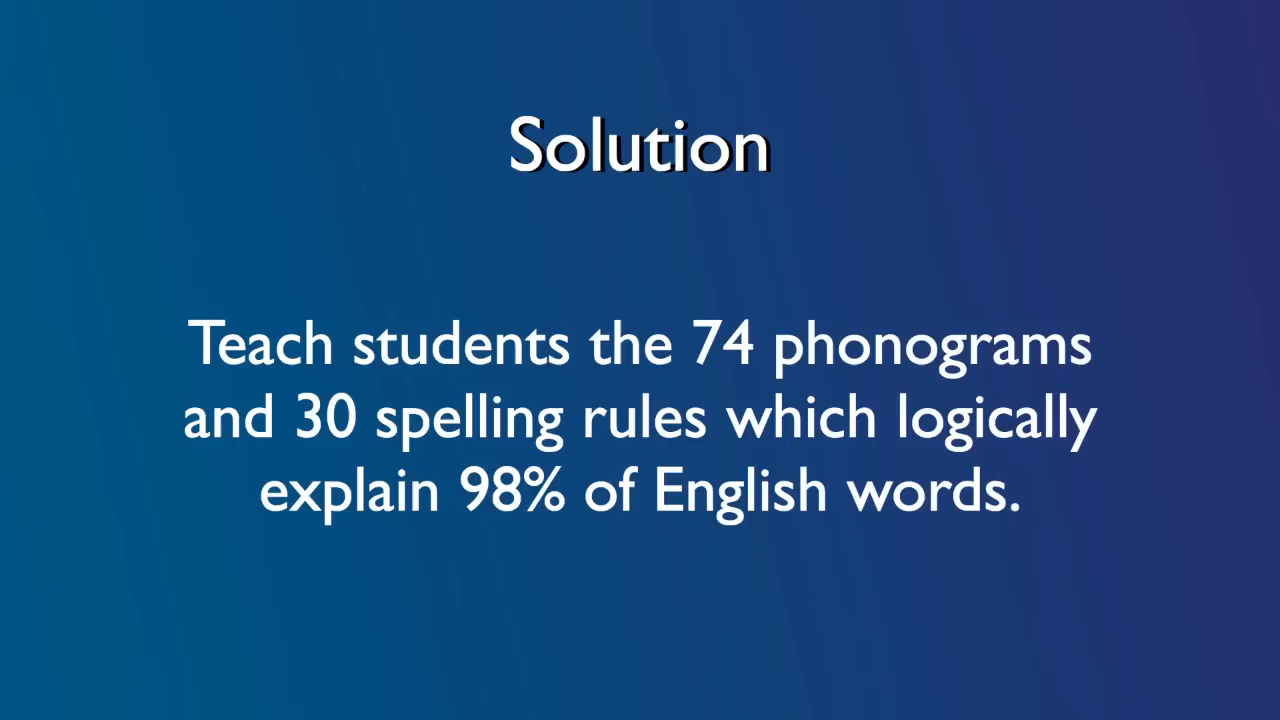 Solution
Teach students the 74 phonograms
and 30 spelling rules which logically
explain 98% of English words.